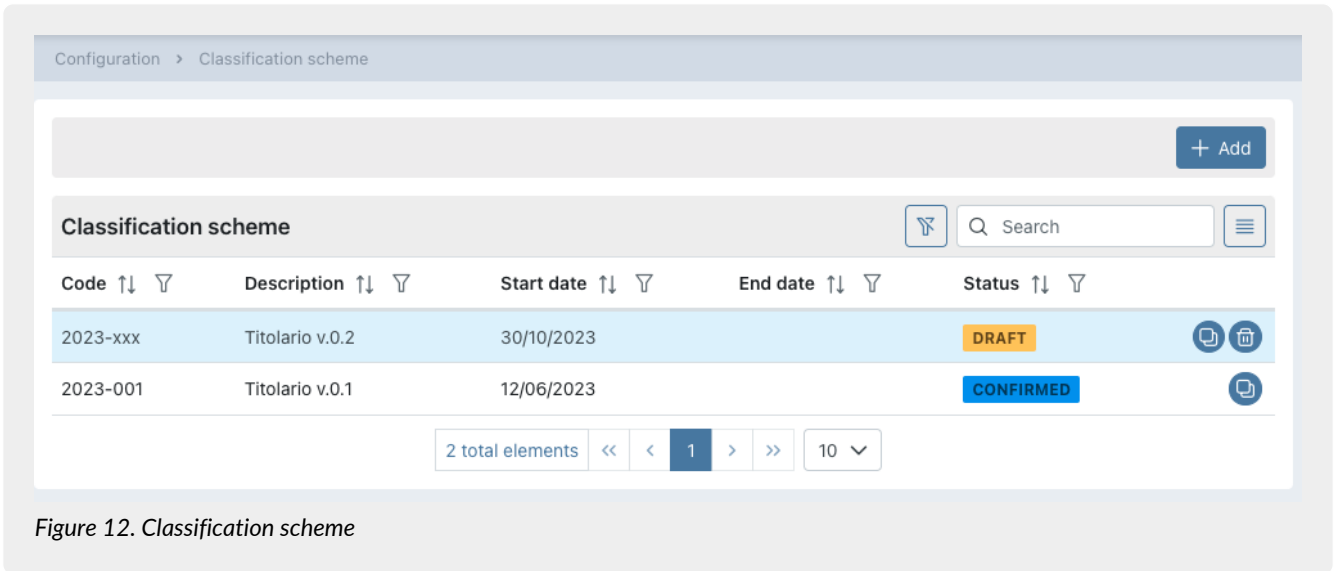 Configuration > Classification scheme
+ Add
Classification scheme Search
Code Description Start date End date Status
2023-xxx Titolario v.0.2 30/10/2023 DRAFT
2023-001 Titolario v.0.1 12/06/2023 CONFIRMED
2 total elements << < 1 > >> 10
Figure 12. Classification scheme